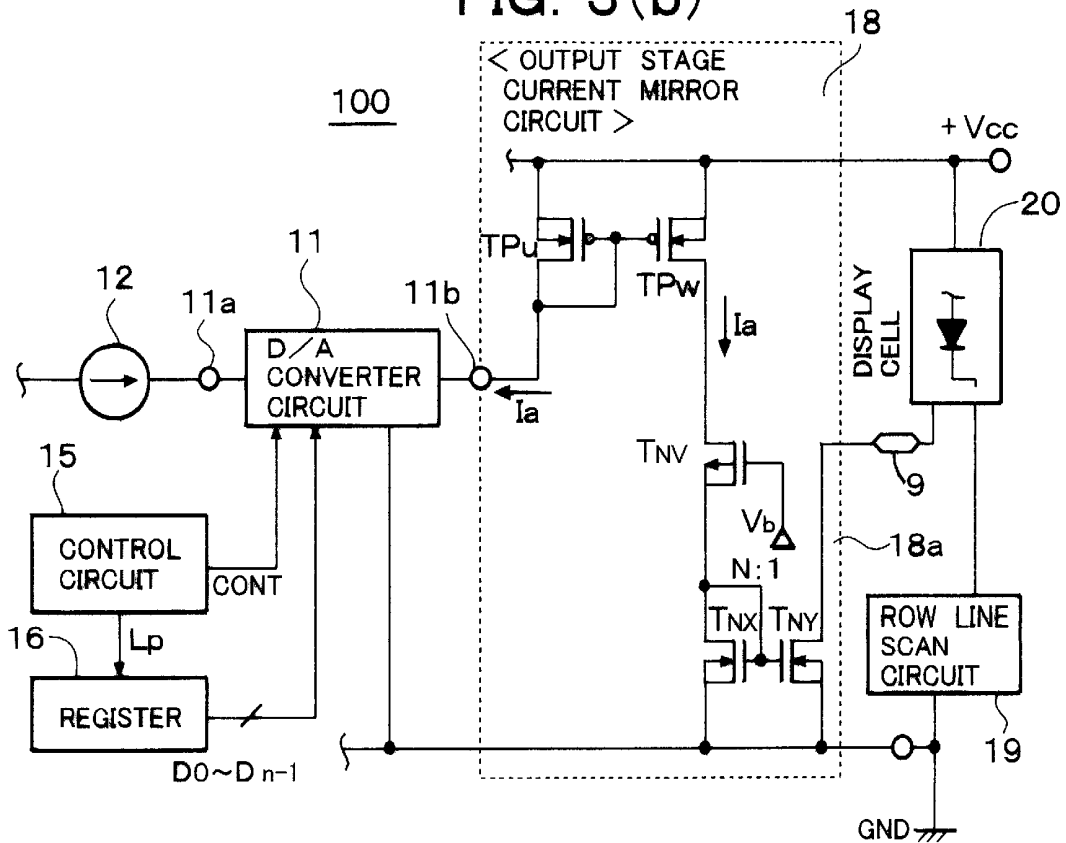 FIG. 3(b)
18
< OUTPUT STAGE
CURRENT MIRROR
CIRCUIT >
100
+Vcc
20
TPu
TPw
12
11a
11
11b
Ia
D/A
CONVERTER
CIRCUIT
Ia
DISPLAY
CELL
15
TNV
9
Vb
18a
CONTROL
CIRCUIT
CONT
N:1
16
Lp
TNX
TNY
ROW LINE
SCAN
CIRCUIT
REGISTER
19
D0~Dn-1
GND